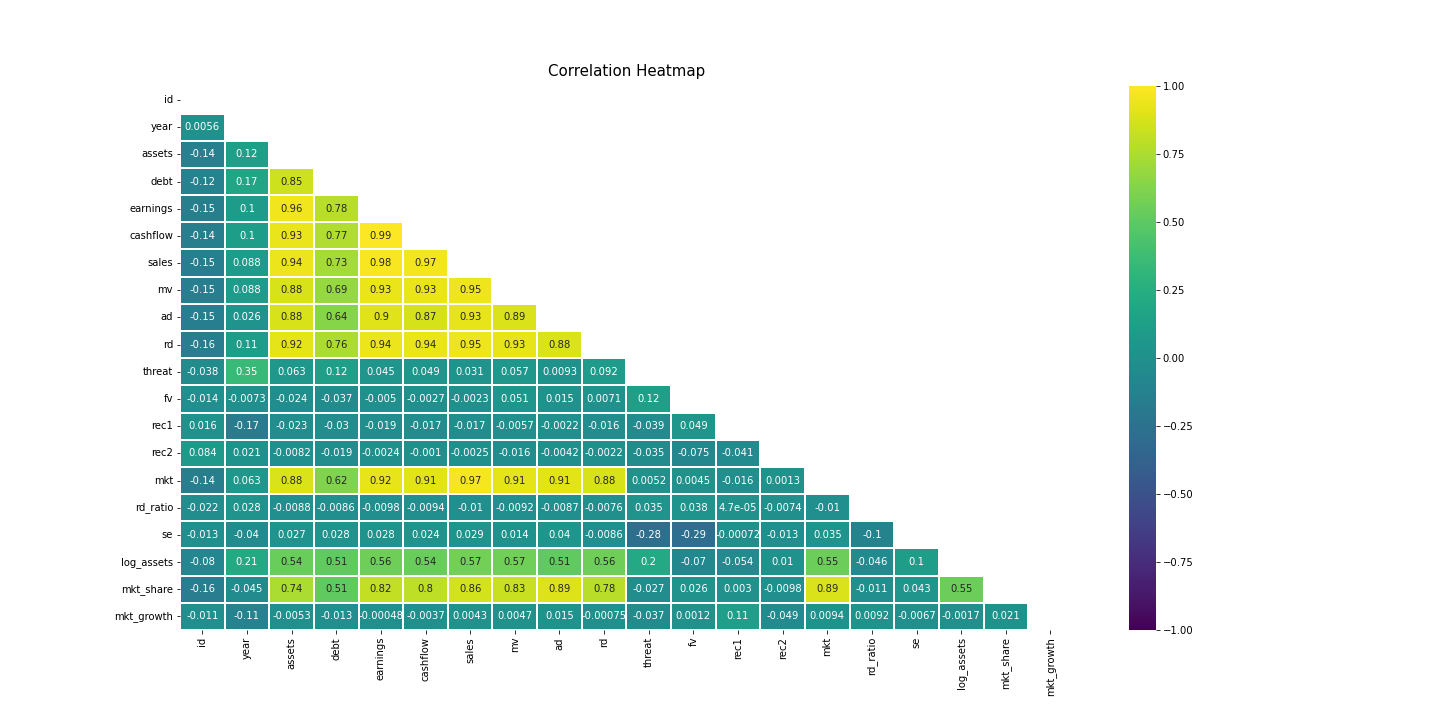 Correlation Heatmap
id
year 0.0056
assets -0.14 0.12
debt -0.12 0.17 0.85
earnings -0.15 0.1 0.96 0.78
cashflow -0.14 0.1 0.93 0.77 0.99
sales -0.15 0.088 0.94 0.73 0.98 0.97
mv -0.15 0.088 0.88 0.69 0.93 0.93 0.95
ad -0.15 0.026 0.88 0.64 0.9 0.87 0.93 0.89
rd -0.16 0.11 0.92 0.76 0.94 0.94 0.95 0.93 0.88
threat -0.038 0.35 0.063 0.12 0.045 0.049 0.031 0.057 0.0093 0.092
fv -0.014 -0.0073 -0.024 -0.037 -0.005 -0.0027 -0.0023 0.051 0.015 0.0071 0.12
rec1 0.016 -0.17 -0.023 -0.03 -0.019 -0.017 -0.017 -0.0057 -0.0022 -0.016 -0.039 0.049
rec2 0.084 0.021 -0.0082 -0.019 -0.0024 -0.001 -0.0025 -0.016 -0.0042 -0.0022 -0.035 -0.075 -0.041
mkt -0.14 0.063 0.88 0.62 0.92 0.91 0.97 0.91 0.91 0.88 0.0052 0.0045 -0.016 0.0013
rd_ratio -0.022 0.028 -0.0088 -0.0086 -0.0098 -0.0094 -0.01 -0.0092 -0.0087 -0.0076 0.035 0.038 4.7e-05 -0.0074 -0.01
se -0.013 -0.04 0.027 0.028 0.028 0.024 0.029 0.014 0.04 -0.0086 -0.28 -0.29 -0.00072 -0.013 0.035 -0.1
log_assets -0.08 0.21 0.54 0.51 0.56 0.54 0.57 0.57 0.51 0.56 0.2 -0.07 -0.054 0.01 0.55 -0.046 0.1
mkt_share -0.16 -0.045 0.74 0.51 0.82 0.8 0.86 0.83 0.89 0.78 -0.027 0.026 0.003 -0.0098 0.89 -0.011 0.043 0.55
mkt_growth -0.011 -0.11 -0.0053 -0.013 -0.00048 -0.0037 0.0043 0.0047 0.015 -0.00075 -0.037 0.0012 0.11 -0.049 0.0094 0.0092 -0.0067 -0.0017 0.021
id year assets debt earnings cashflow sales mv ad rd threat fv rec1 rec2 mkt rd_ratio se log_assets mkt_share mkt_growth
1.00
0.75
0.50
0.25
0.00
−0.25
−0.50
−0.75
−1.00